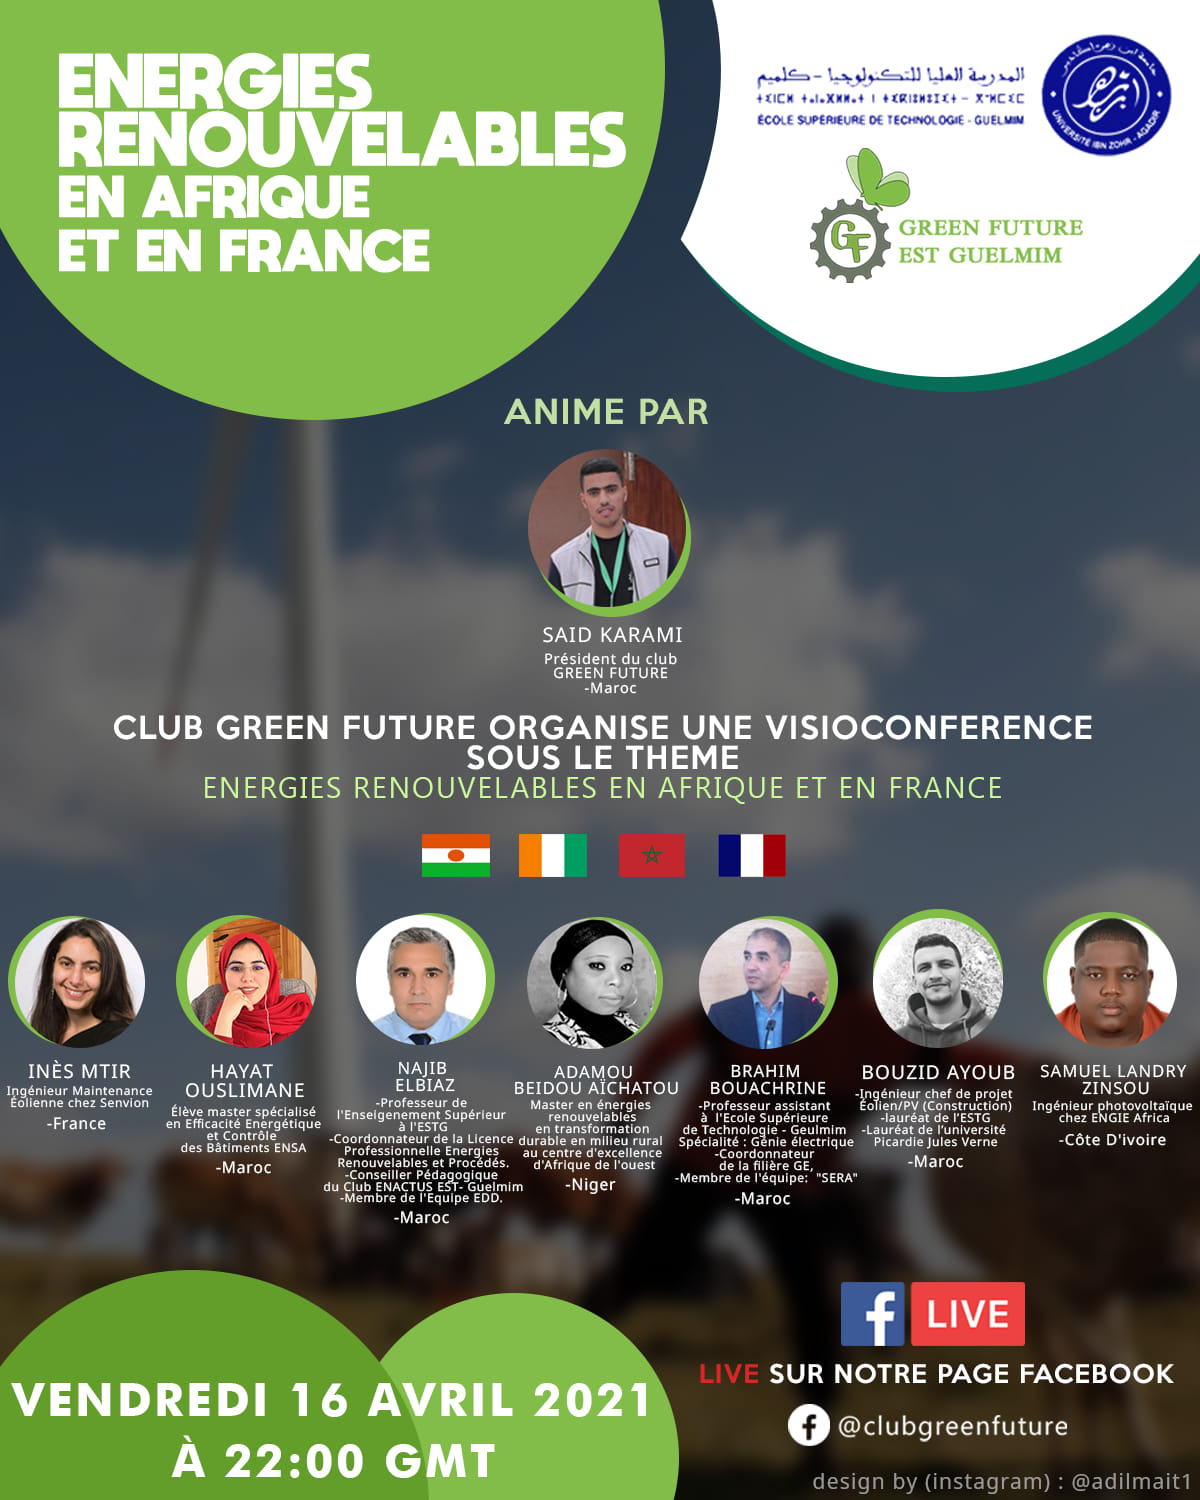 ENERGIES
RENOUVELABLES
EN AFRIQUE
ET EN FRANCE
المدرسة العليا للتكنولوجيا - كلميم
ÉCOLE SUPÉRIEURE DE TECHNOLOGIE - GUELMIM
UNIVERSITÉ IBN ZOHR - AGADIR
GF
GREEN FUTURE
EST GUELMIM
ANIME PAR
SAID KARAMI
Président du club
GREEN FUTURE
-Maroc
CLUB GREEN FUTURE ORGANISE UNE VISIOCONFERENCE
SOUS LE THEME
ENERGIES RENOUVELABLES EN AFRIQUE ET EN FRANCE
INÈS MTIR
Ingénieur Maintenance
Éolienne chez Senvion
-France
HAYAT
OUSLIMANE
Élève master spécialisé
en Efficacité Energétique
et Contrôle
des Bâtiments ENSA
-Maroc
NAJIB
ELBIAZ
-Professeur de
l'Enseigenement Supérieur
à l'ESTG
-Coordonnateur de la Licence
Professionnelle Energies
Renouvelables et Procédés.
-Conseiller Pédagogique
du Club ENACTUS EST- Guelmim
-Membre de l'Equipe EDD.
-Maroc
ADAMOU
BEIDOU AÏCHATOU
Master en énergies
renouvelables
en transformation
durable en milieu rural
au centre d'excellence
d'Afrique de l'ouest
-Niger
BRAHIM
BOUACHRINE
-Professeur assistant
à l'Ecole Supérieure
de Technologie - Geulmim
Spécialité : Génie électrique
-Coordonnateur
de la filière GE,
-Membre de l'équipe: "SERA"
-Maroc
BOUZID AYOUB
-Ingénieur chef de projet
Éolien/PV (Construction)
-lauréat de l'ESTG
-Lauréat de l'université
Picardie Jules Verne
-Maroc
SAMUEL LANDRY
ZINSOU
Ingénieur photovoltaïque
chez ENGIE Africa
-Côte D'ivoire
VENDREDI 16 AVRIL 2021
À 22:00 GMT
f LIVE
LIVE SUR NOTRE PAGE FACEBOOK
@clubgreenfuture
design by (instagram) : @adilmait1